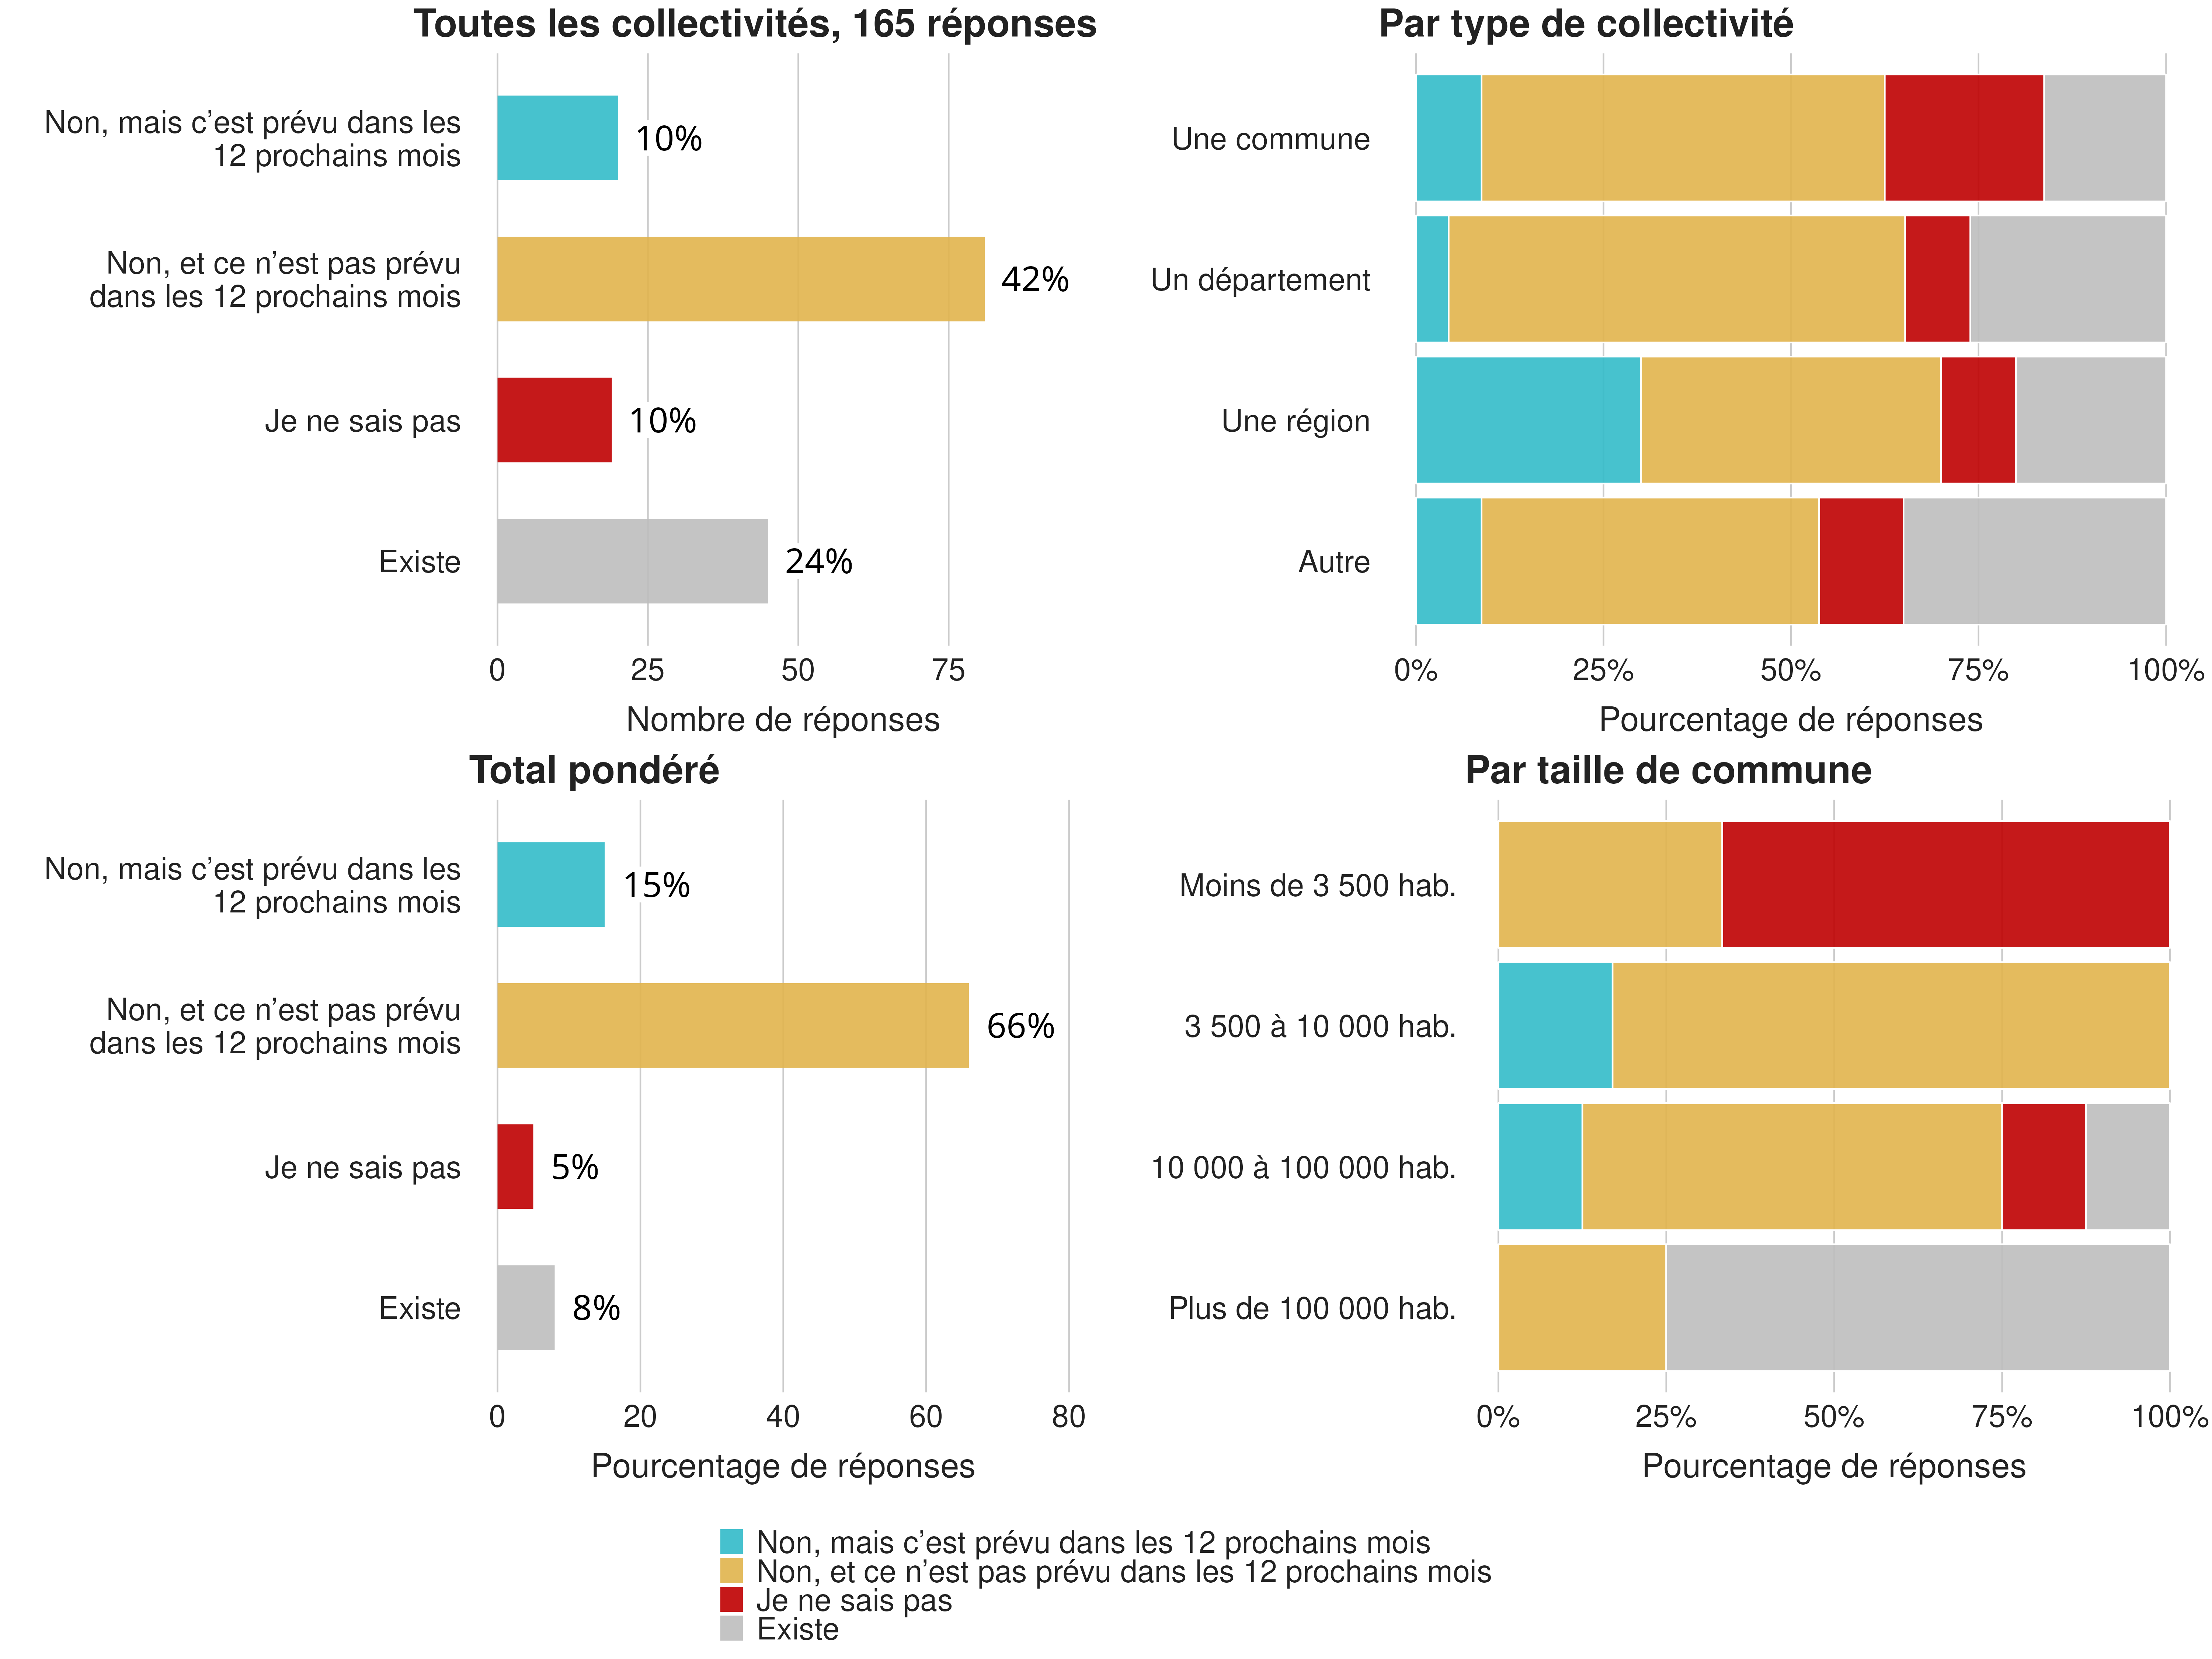 Toutes les collectivités, 165 réponses
Non, mais c’est prévu dans les
12 prochains mois
10%
Non, et ce n’est pas prévu
dans les 12 prochains mois
42%
Je ne sais pas
10%
Existe
24%
0 25 50 75
Nombre de réponses
Par type de collectivité
Une commune
Un département
Une région
Autre
0% 25% 50% 75% 100%
Pourcentage de réponses
Total pondéré
Non, mais c’est prévu dans les
12 prochains mois
15%
Non, et ce n’est pas prévu
dans les 12 prochains mois
66%
Je ne sais pas
5%
Existe
8%
0 20 40 60 80
Pourcentage de réponses
Par taille de commune
Moins de 3 500 hab.
3 500 à 10 000 hab.
10 000 à 100 000 hab.
Plus de 100 000 hab.
0% 25% 50% 75% 100%
Pourcentage de réponses
Non, mais c’est prévu dans les 12 prochains mois
Non, et ce n’est pas prévu dans les 12 prochains mois
Je ne sais pas
Existe